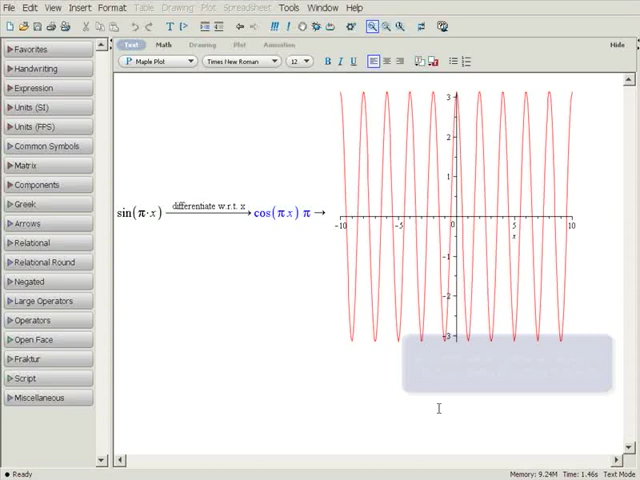 File Edit View Insert Format Table Drawing Plot Spreadsheet Tools Window Help
Text Math Drawing Plot Animation Hide
P Maple Plot Times New Roman 12 B I U
Favorites
Handwriting
Expression
Units (SI)
Units (FPS)
Common Symbols
Matrix
Components
Greek
Arrows
Relational
Relational Round
Negated
Large Operators
Operators
Open Face
Fraktur
Script
Miscellaneous
sin(π·x) differentiate w.r.t. x cos(π x) π →
3
2
1
-10 -5 0 5 10
x
-1
-2
-3
Ready Memory: 9.24M Time: 1.46s Text Mode